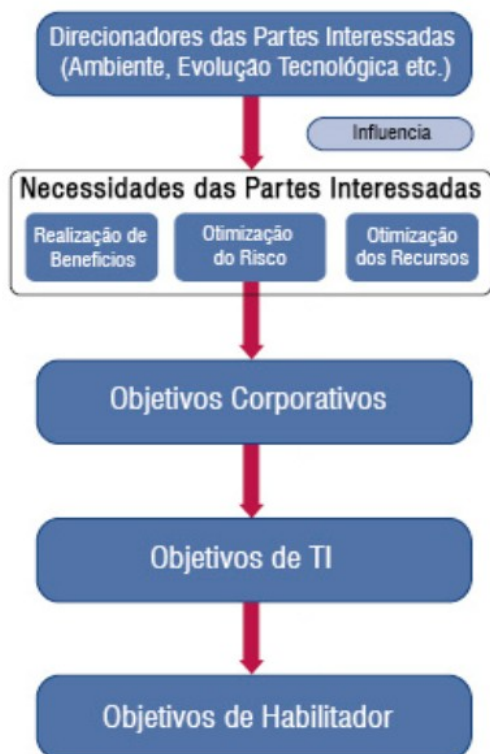 Direcionadores das Partes Interessadas
(Ambiente, Evolução Tecnológica etc.)
Influencia
Necessidades das Partes Interessadas
Realização de
Benefícios
Otimização
do Risco
Otimização
dos Recursos
Objetivos Corporativos
Objetivos de TI
Objetivos de Habilitador